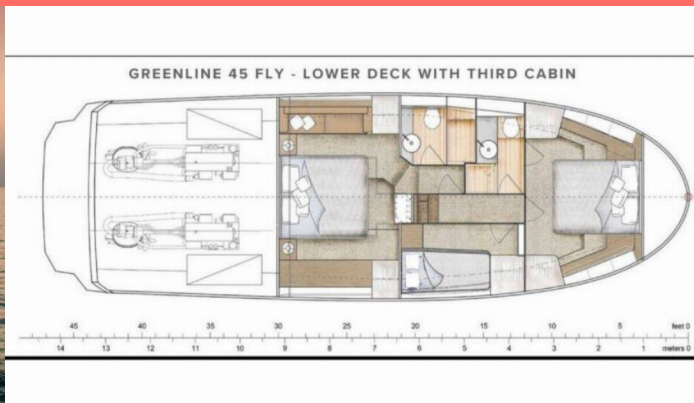 GREENLINE 45 FLY - LOWER DECK WITH THIRD CABIN
45 40 35 30 25 20 15 10 5 feet 0
14 13 12 11 10 9 8 7 6 5 4 3 2 1 meters 0